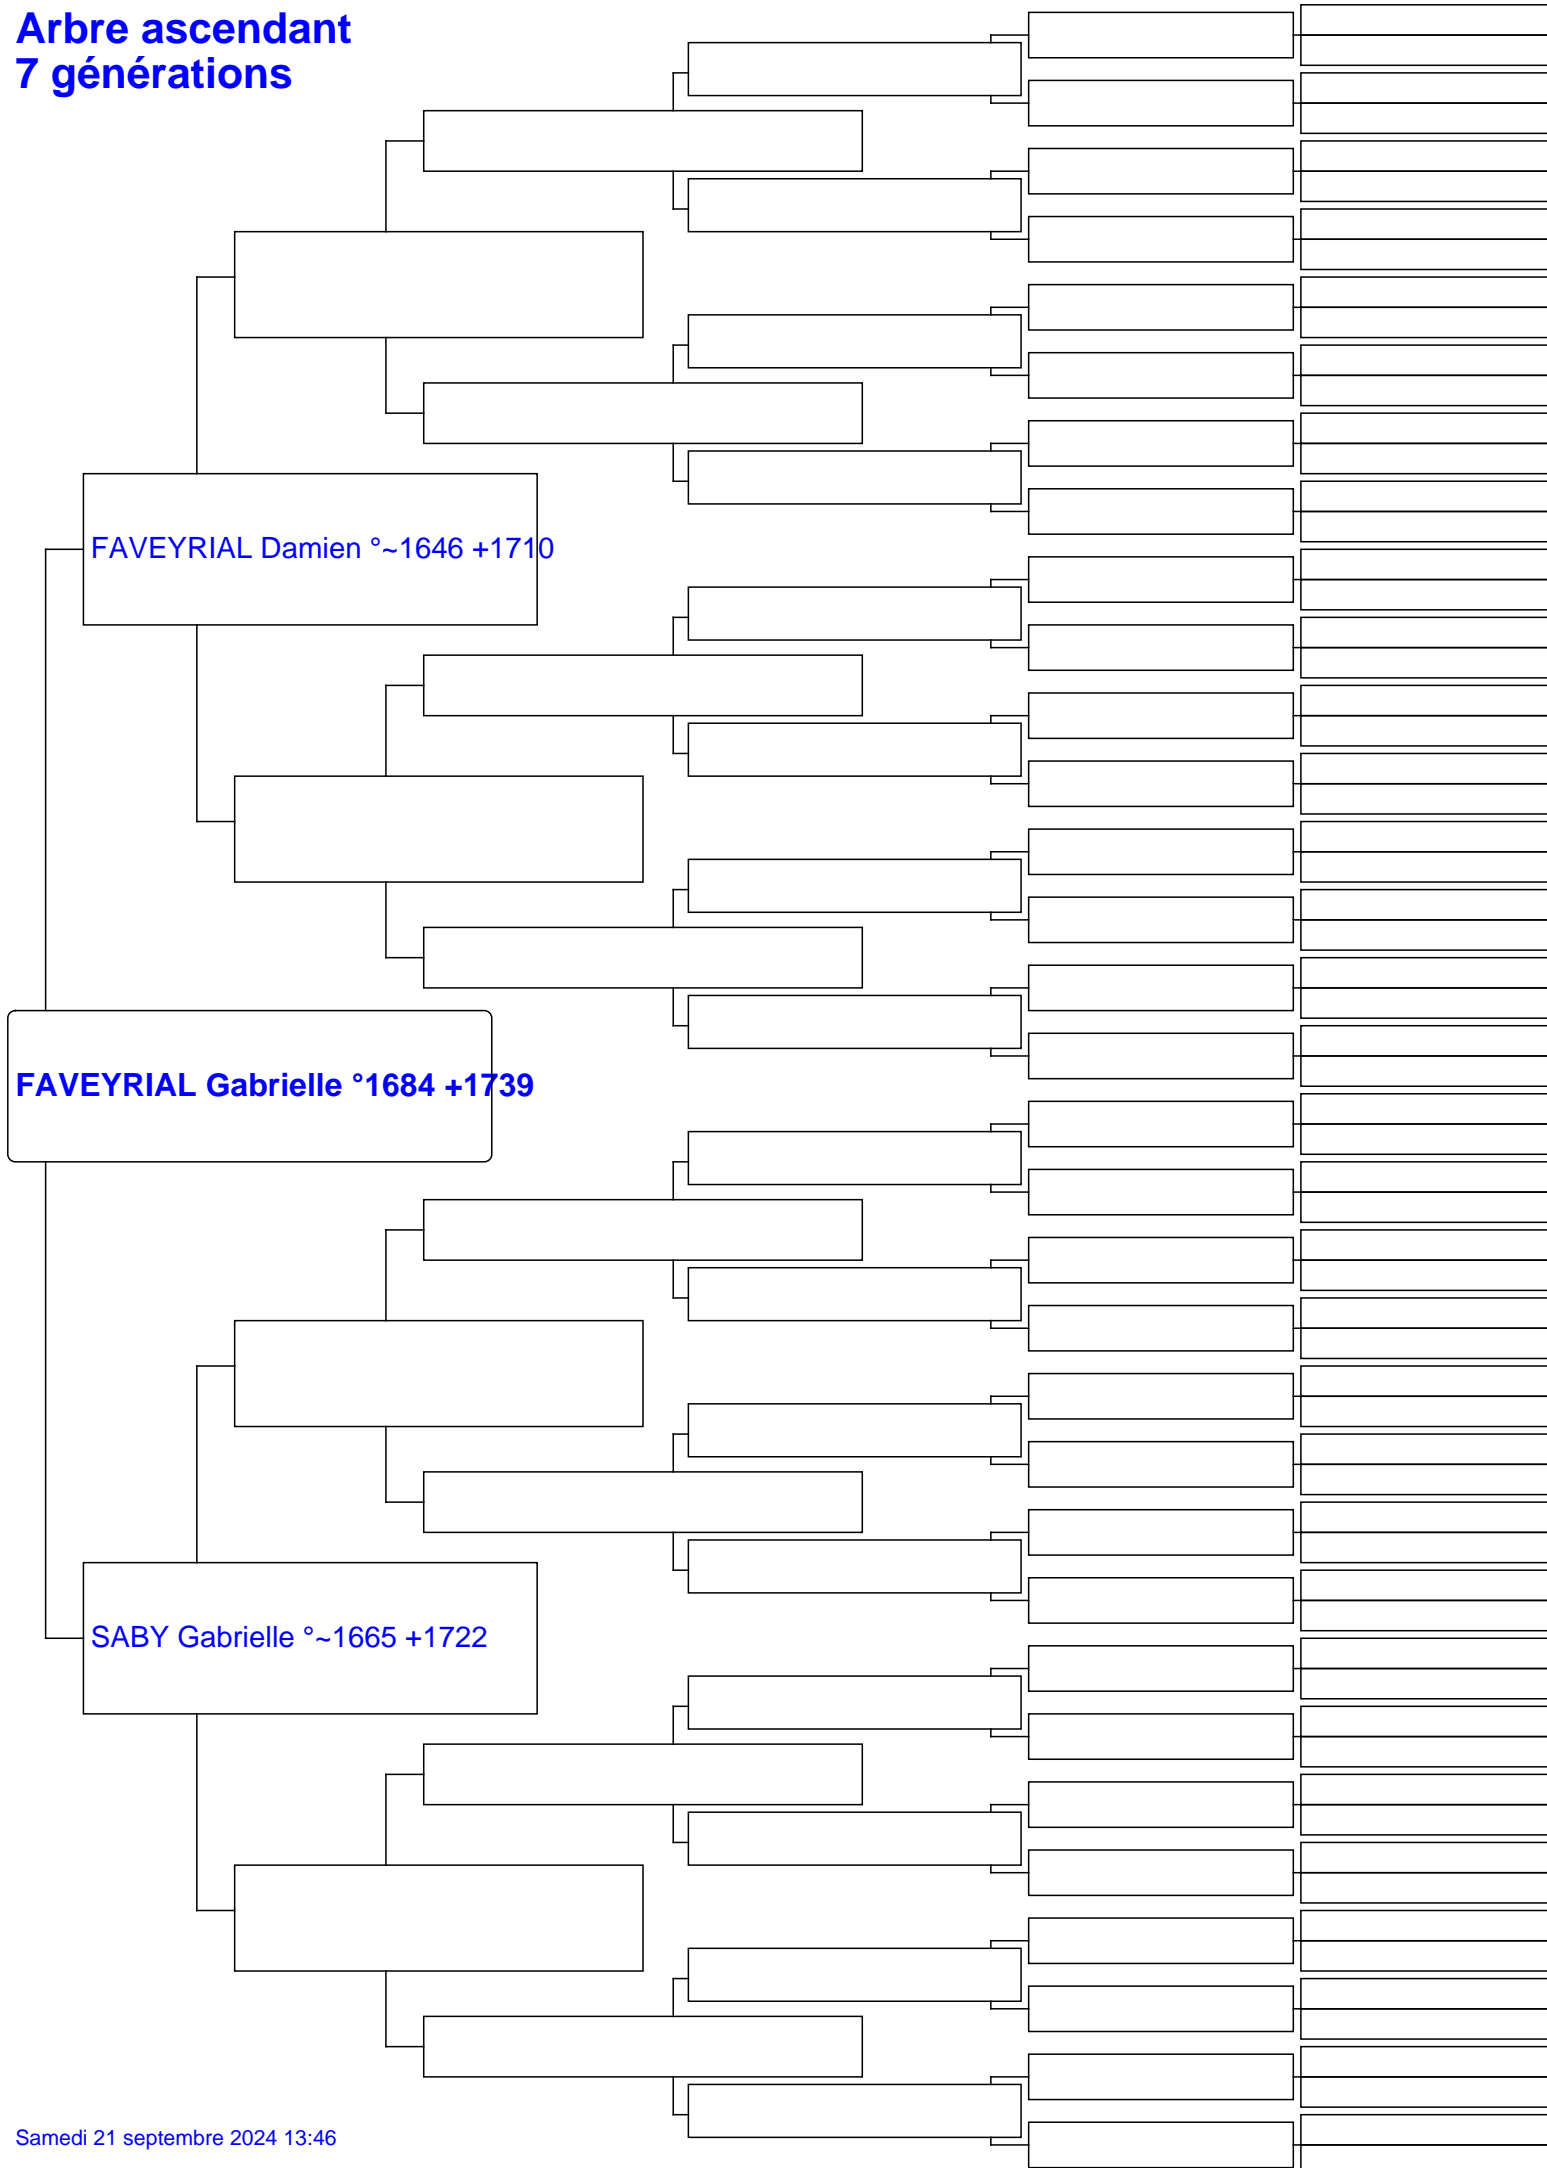 Arbre ascendant
7 générations
FAVEYRIAL Damien °~1646 +1710
FAVEYRIAL Gabrielle °1684 +1739
SABY Gabrielle °~1665 +1722
Samedi 21 septembre 2024 13:46